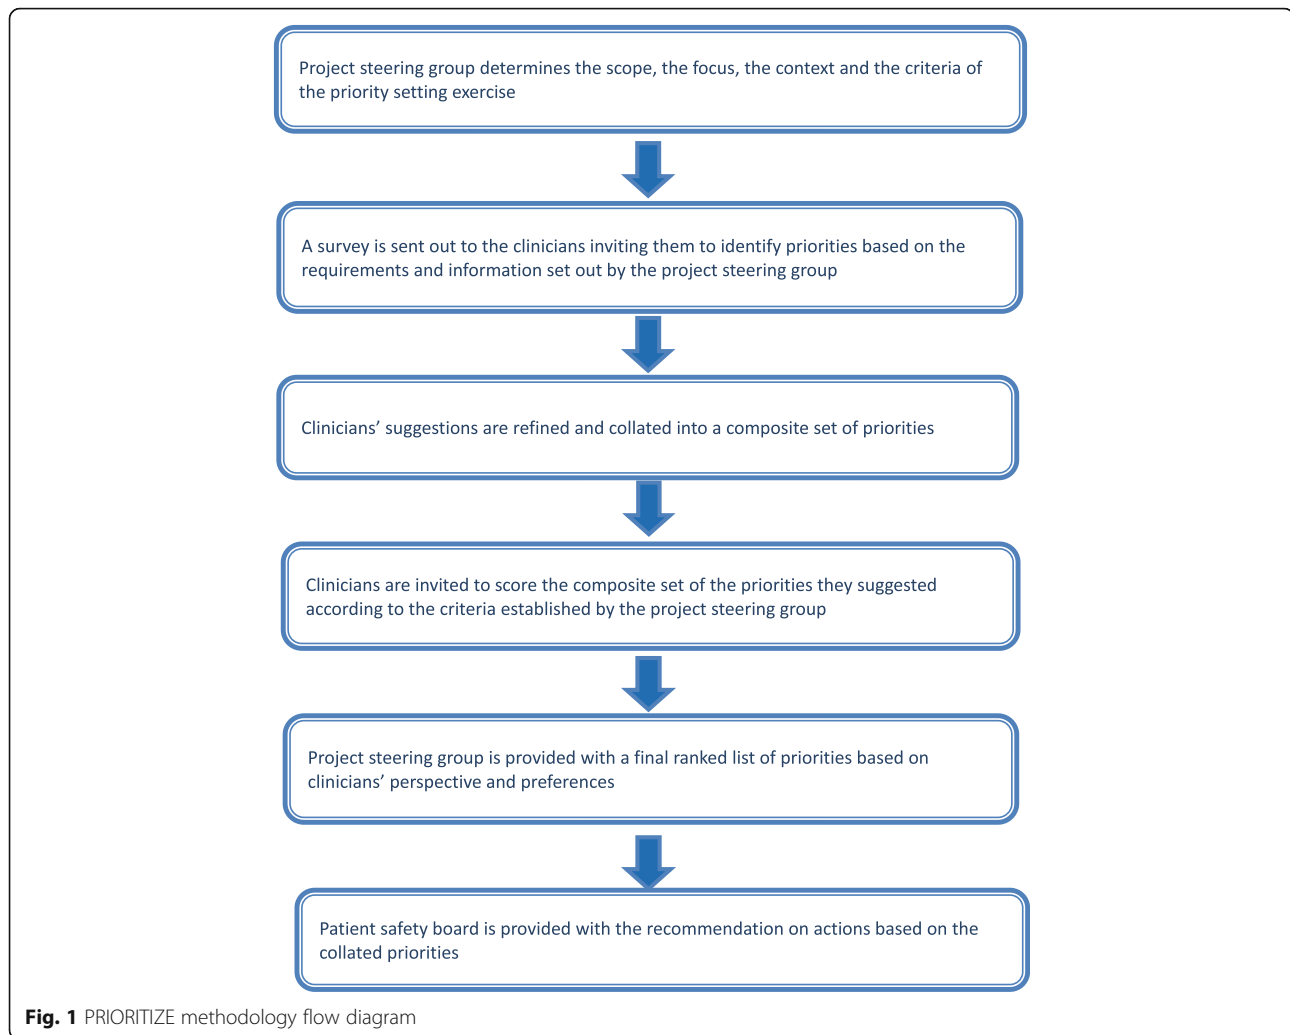 Project steering group determines the scope, the focus, the context and the criteria of
the priority setting exercise
A survey is sent out to the clinicians inviting them to identify priorities based on the
requirements and information set out by the project steering group
Clinicians’ suggestions are refined and collated into a composite set of priorities
Clinicians are invited to score the composite set of the priorities they suggested
according to the criteria established by the project steering group
Project steering group is provided with a final ranked list of priorities based on
clinicians’ perspective and preferences
Patient safety board is provided with the recommendation on actions based on the
collated priorities
Fig. 1 PRIORITIZE methodology flow diagram